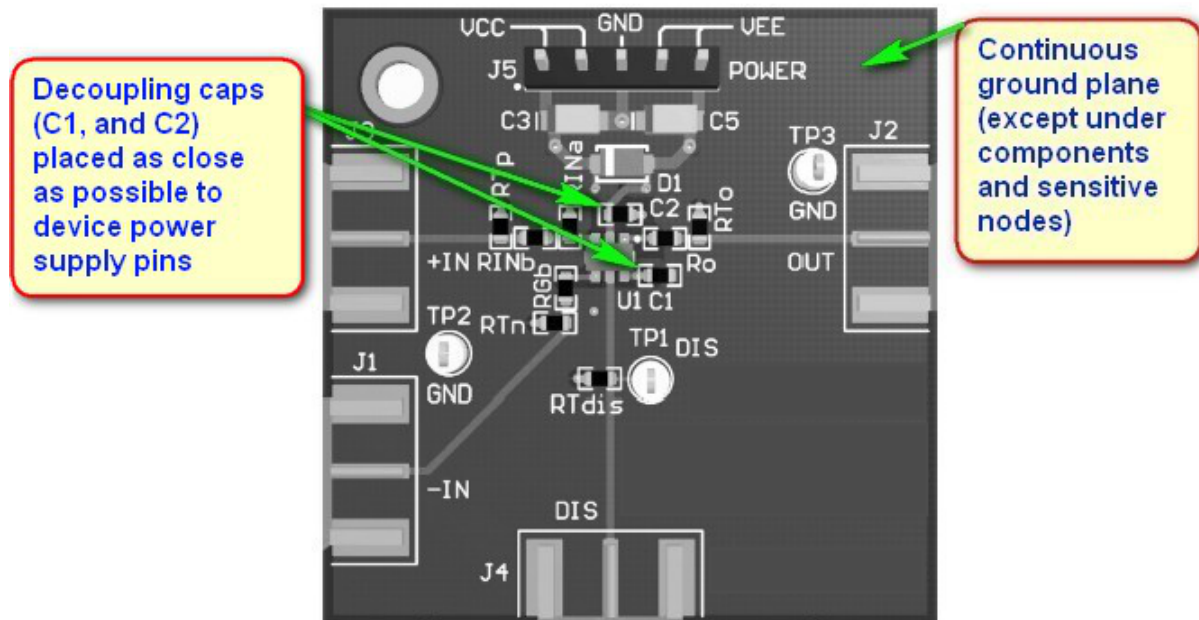 Decoupling caps
(C1, and C2)
placed as close
as possible to
device power
supply pins
Continuous
ground plane
(except under
components
and sensitive
nodes)
VCC
GND
VEE
J5
POWER
C3
C5
TP3
J2
GND
RTP
RINa
D1
C2
RTo
+IN
RINb
Ro
OUT
RGb
U1
C1
TP2
RTn
TP1
DIS
J1
GND
RTdis
-IN
DIS
J4